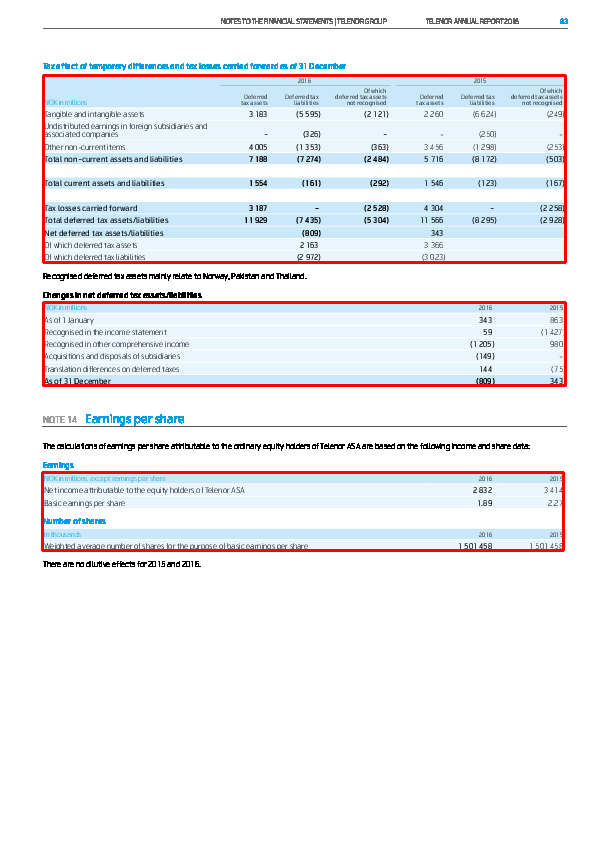 NOTES TO THE FINANCIAL STATEMENTS | TELENOR GROUP TELENOR ANNUAL REPORT 2016 83
Tax effect of temporary differences and tax losses carried forward as of 31 December
2016 2015
NOK in millions Deferred tax assets Deferred tax liabilities Of which deferred tax assets not recognised Deferred tax assets Deferred tax liabilities Of which deferred tax assets not recognised
Tangible and intangible assets 3 183 (5 595) (2 121) 2 260 (6 624) (249)
Undistributed earnings in foreign subsidiaries and
associated companies – (326) – – (250) –
Other non-current items 4 005 (1 353) (363) 3 456 (1 298) (253)
Total non-current assets and liabilities 7 188 (7 274) (2 484) 5 716 (8 172) (503)
Total current assets and liabilities 1 554 (161) (292) 1 546 (123) (167)
Tax losses carried forward 3 187 – (2 528) 4 304 – (2 258)
Total deferred tax assets/liabilities 11 929 (7 435) (5 304) 11 566 (8 295) (2 928)
Net deferred tax assets/liabilities (809) 343
Of which deferred tax assets 2 163 3 366
Of which deferred tax liabilities (2 972) (3 023)
Recognised deferred tax assets mainly relate to Norway, Pakistan and Thailand.
Changes in net deferred tax assets/liabilities
NOK in millions 2016 2015
As of 1 January 343 863
Recognised in the income statement 59 (1 427
Recognised in other comprehensive income (1 205) 980
Acquisitions and disposals of subsidiaries (149) –
Translation differences on deferred taxes 144 (75
As of 31 December (809) 343
NOTE 14 Earnings per share
The calculations of earnings per share attributable to the ordinary equity holders of Telenor ASA are based on the following income and share data:
Earnings
NOK in millions, except earnings per share 2016 2015
Net income attributable to the equity holders of Telenor ASA 2 832 3 414
Basic earnings per share 1.89 2.27
Number of shares
In thousands 2016 2015
Weighted average number of shares for the purpose of basic earnings per share 1 501 458 1 501 458
There are no dilutive effects for 2015 and 2016.